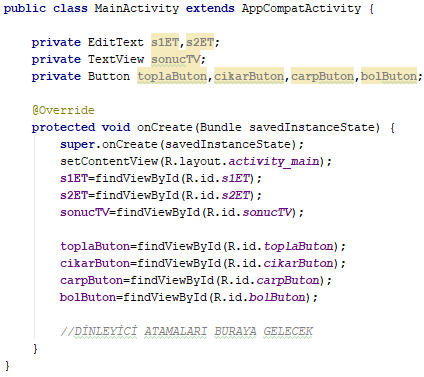 public class MainActivity extends AppCompatActivity {
private EditText s1ET,s2ET;
private TextView sonucTV;
private Button toplaButon,cikarButon,carpButon,bolButon;
@Override
protected void onCreate(Bundle savedInstanceState) {
super.onCreate(savedInstanceState);
setContentView(R.layout.activity_main);
s1ET=findViewById(R.id.s1ET);
s2ET=findViewById(R.id.s2ET);
sonucTV=findViewById(R.id.sonucTV);
toplaButon=findViewById(R.id.toplaButon);
cikarButon=findViewById(R.id.cikarButon);
carpButon=findViewById(R.id.carpButon);
bolButon=findViewById(R.id.bolButon);
//DİNLEYİCİ ATAMALARI BURAYA GELECEK
}
}